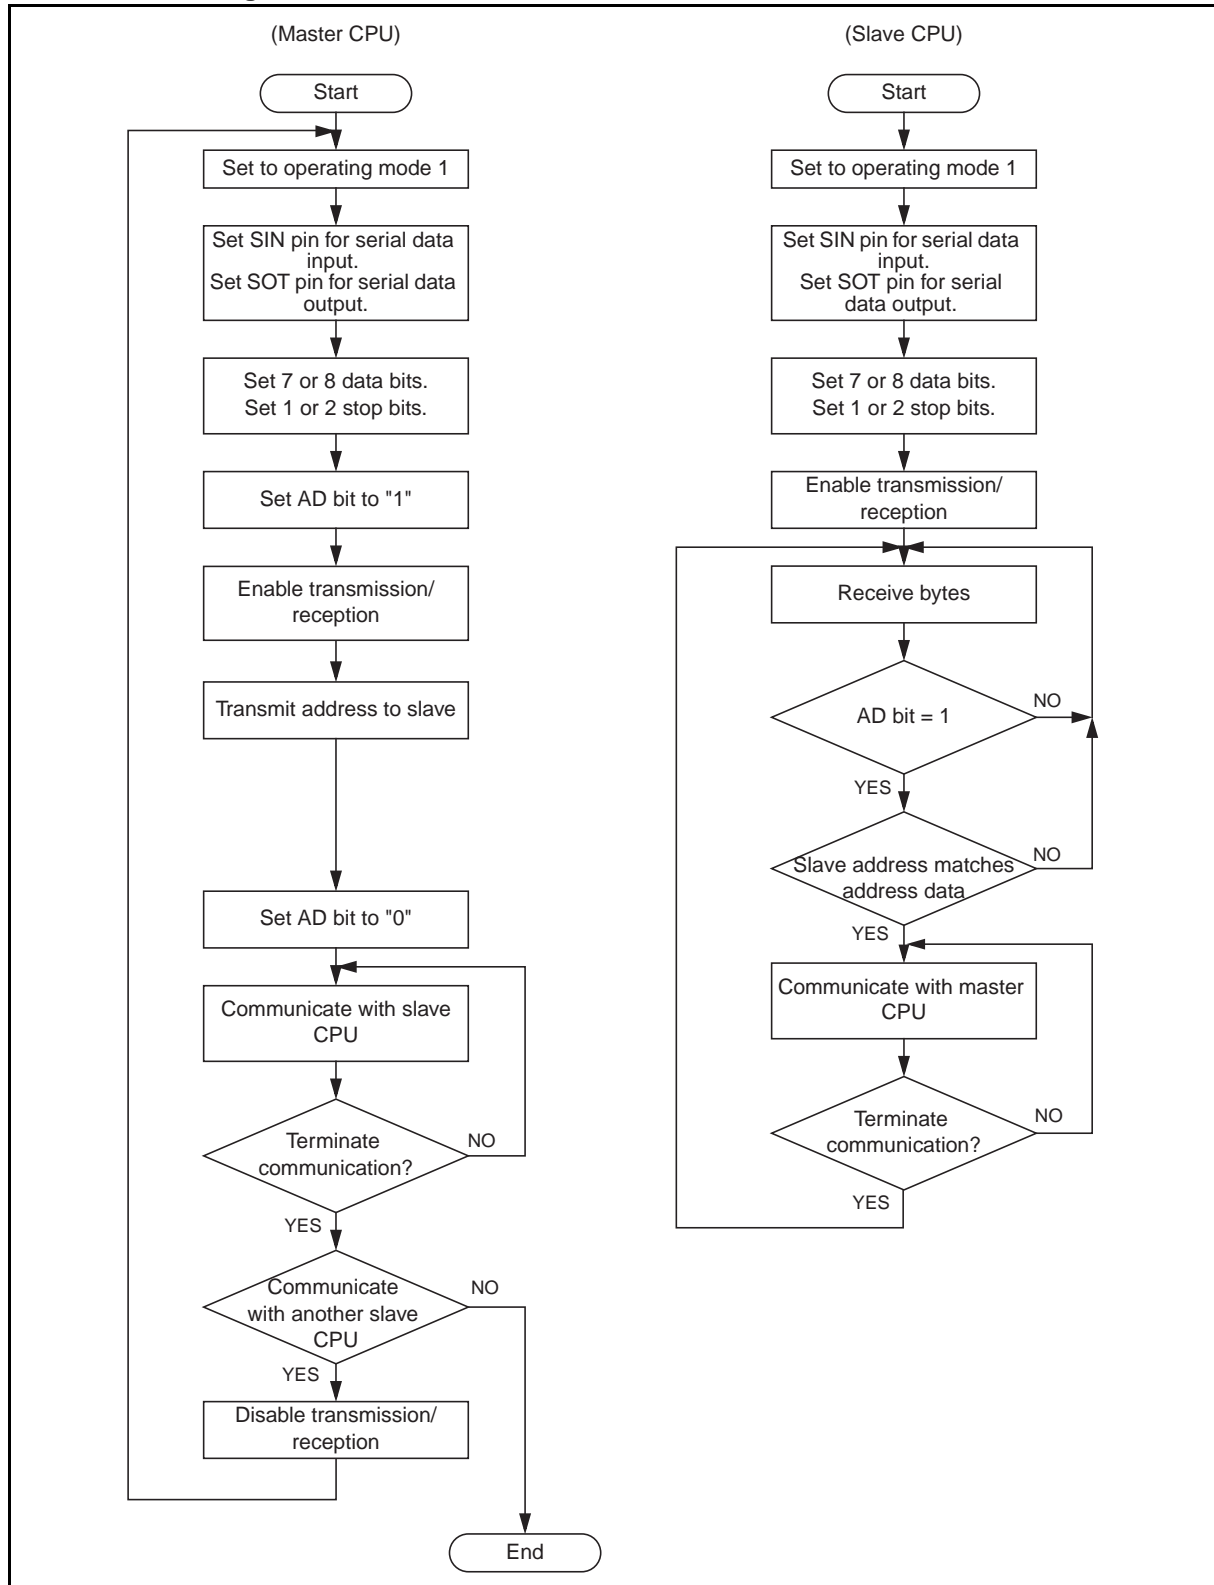 (Master CPU)
Start
Set to operating mode 1
Set SIN pin for serial data
input.
Set SOT pin for serial data
output.
Set 7 or 8 data bits.
Set 1 or 2 stop bits.
Set AD bit to "1"
Enable transmission/
reception
Transmit address to slave
Set AD bit to "0"
Communicate with slave
CPU
Terminate
communication?
NO
YES
Communicate
with another slave
CPU
NO
YES
Disable transmission/
reception
End
(Slave CPU)
Start
Set to operating mode 1
Set SIN pin for serial data
input.
Set SOT pin for serial
data output.
Set 7 or 8 data bits.
Set 1 or 2 stop bits.
Enable transmission/
reception
Receive bytes
AD bit = 1
NO
YES
Slave address matches
address data
NO
YES
Communicate with master
CPU
Terminate
communication?
NO
YES